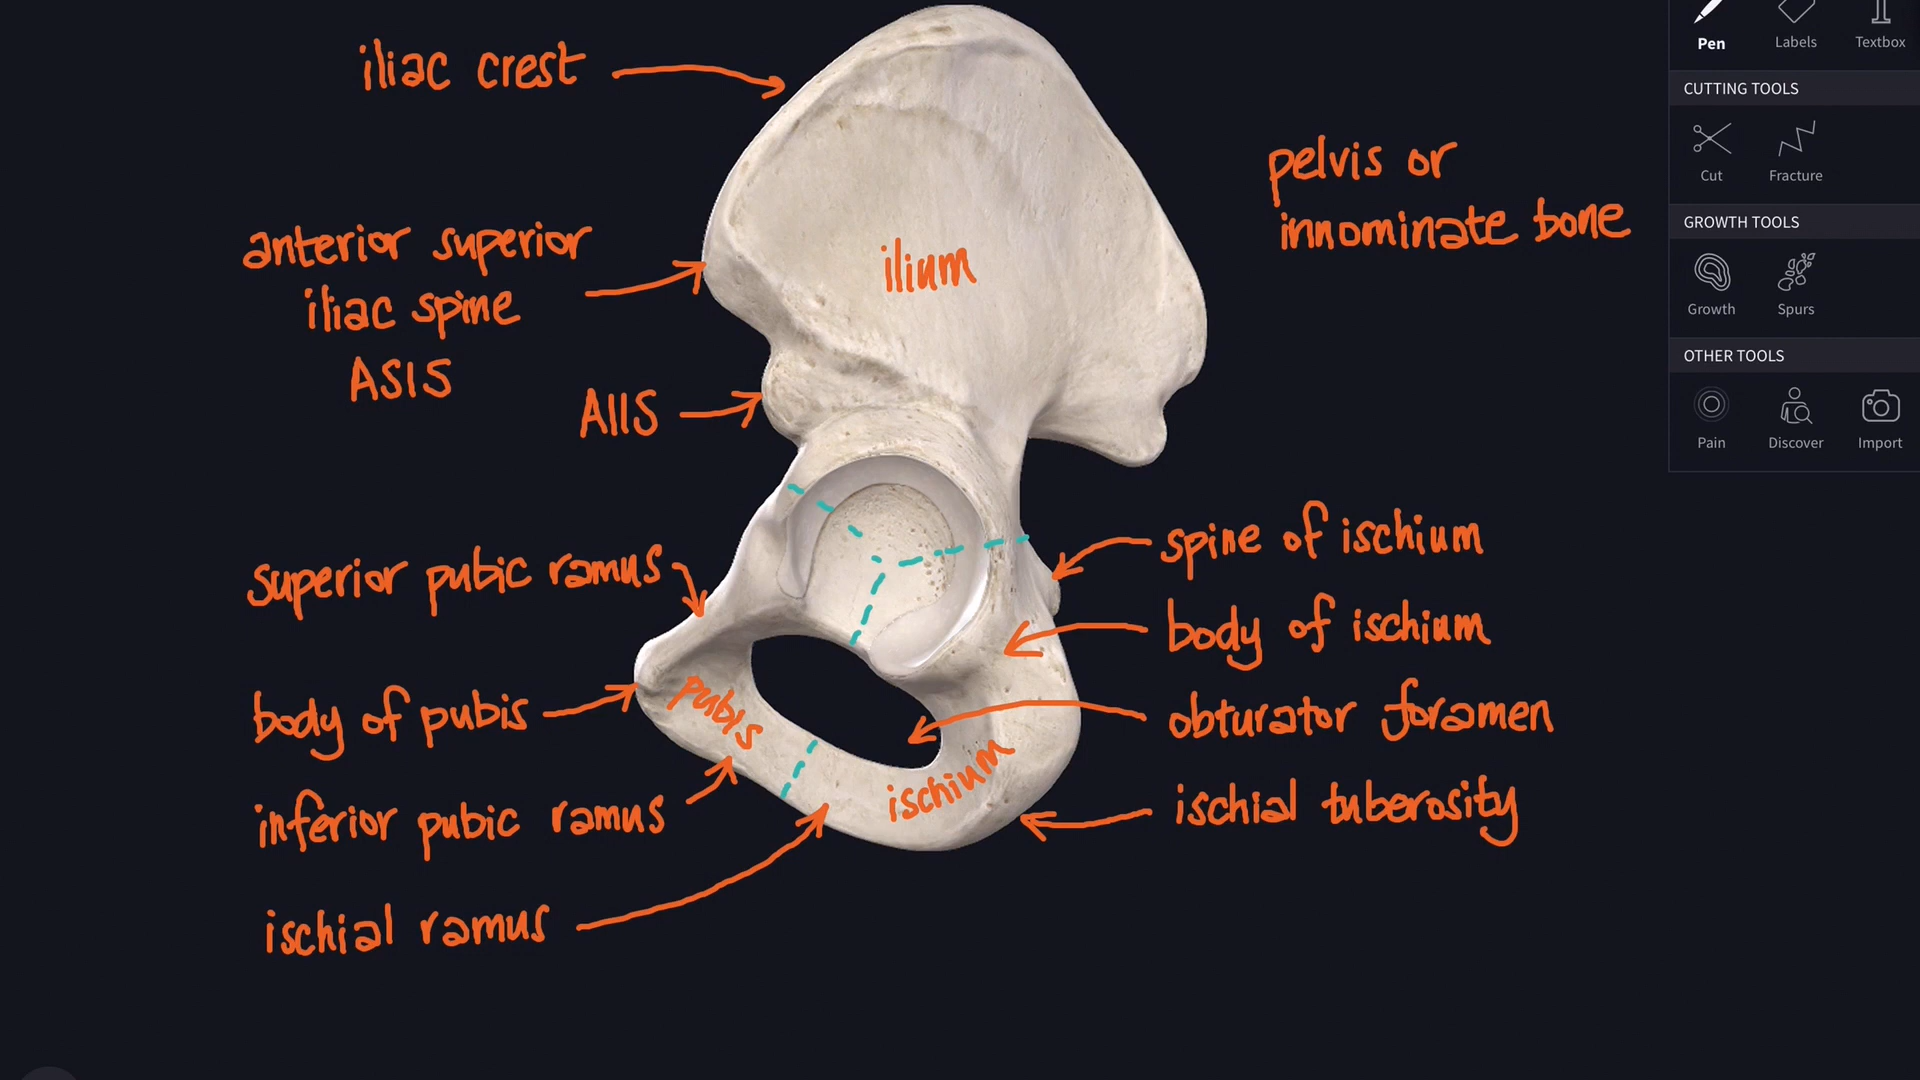 iliac crest
anterior superior
iliac spine
ASIS
AIIS
superior pubic ramus
body of pubis
inferior pubic ramus
ischial ramus
ilium
pubis
ischium
pelvis or
innominate bone
spine of ischium
body of ischium
obturator foramen
ischial tuberosity
Pen
Labels
Textbox
CUTTING TOOLS
Cut
Fracture
GROWTH TOOLS
Growth
Spurs
OTHER TOOLS
Pain
Discover
Import